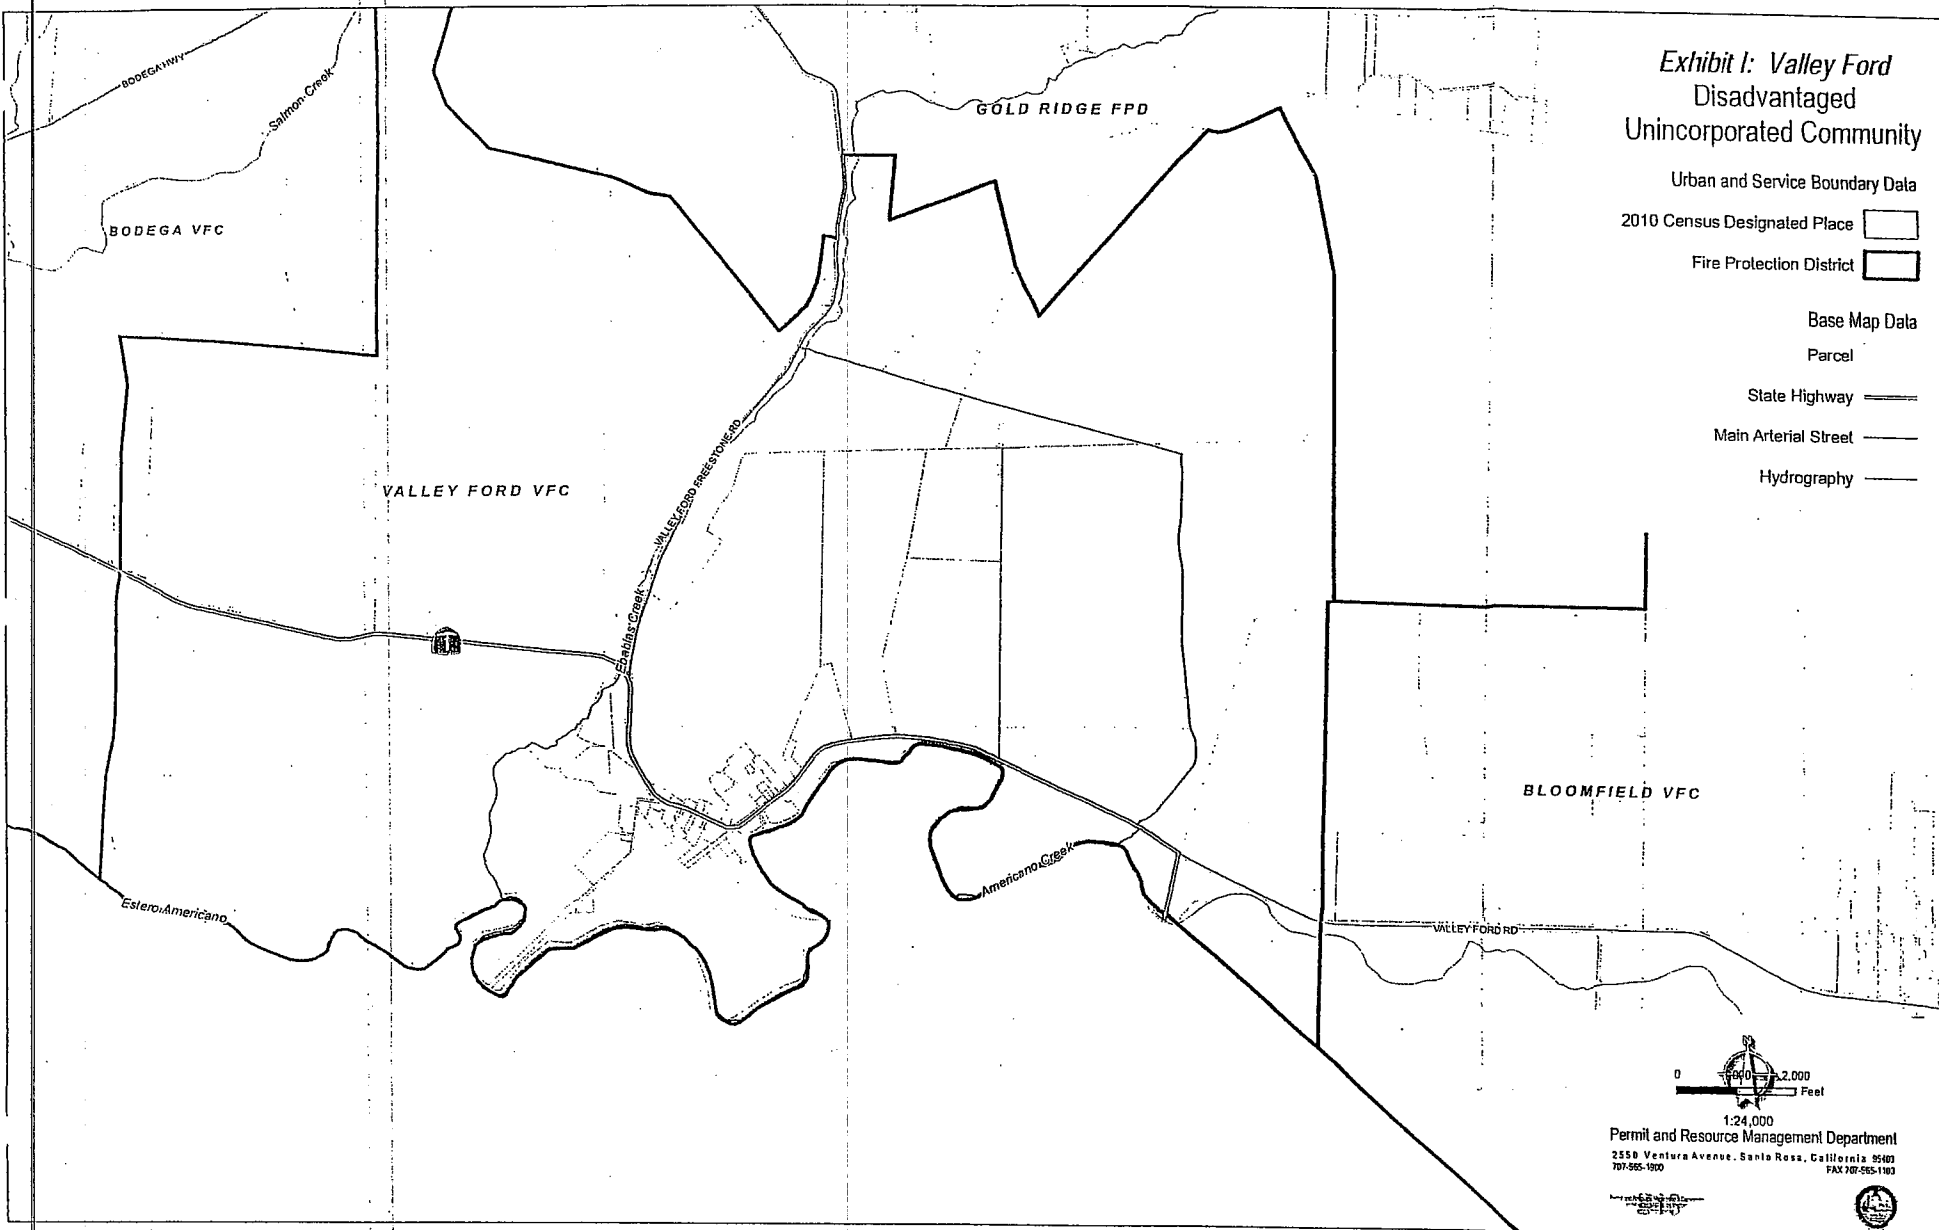 Exhibit I: Valley Ford
Disadvantaged
Unincorporated Community
Urban and Service Boundary Data
2010 Census Designated Place
Fire Protection District
Base Map Data
Parcel
State Highway
Main Arterial Street
Hydrography
BODEGA HWY
Salmon Creek
GOLD RIDGE FPD
BODEGA VFC
VALLEY FORD VFC
VALLEY FORD FREESTONE RD
Ebabias Creek
BLOOMFIELD VFC
Americano Creek
Estero Americano
VALLEY FORD RD
N
0 2,000
Feet
1:24,000
Permit and Resource Management Department
2550 Ventura Avenue, Santa Rosa, California 95403
707-565-1900 FAX 707-565-1103